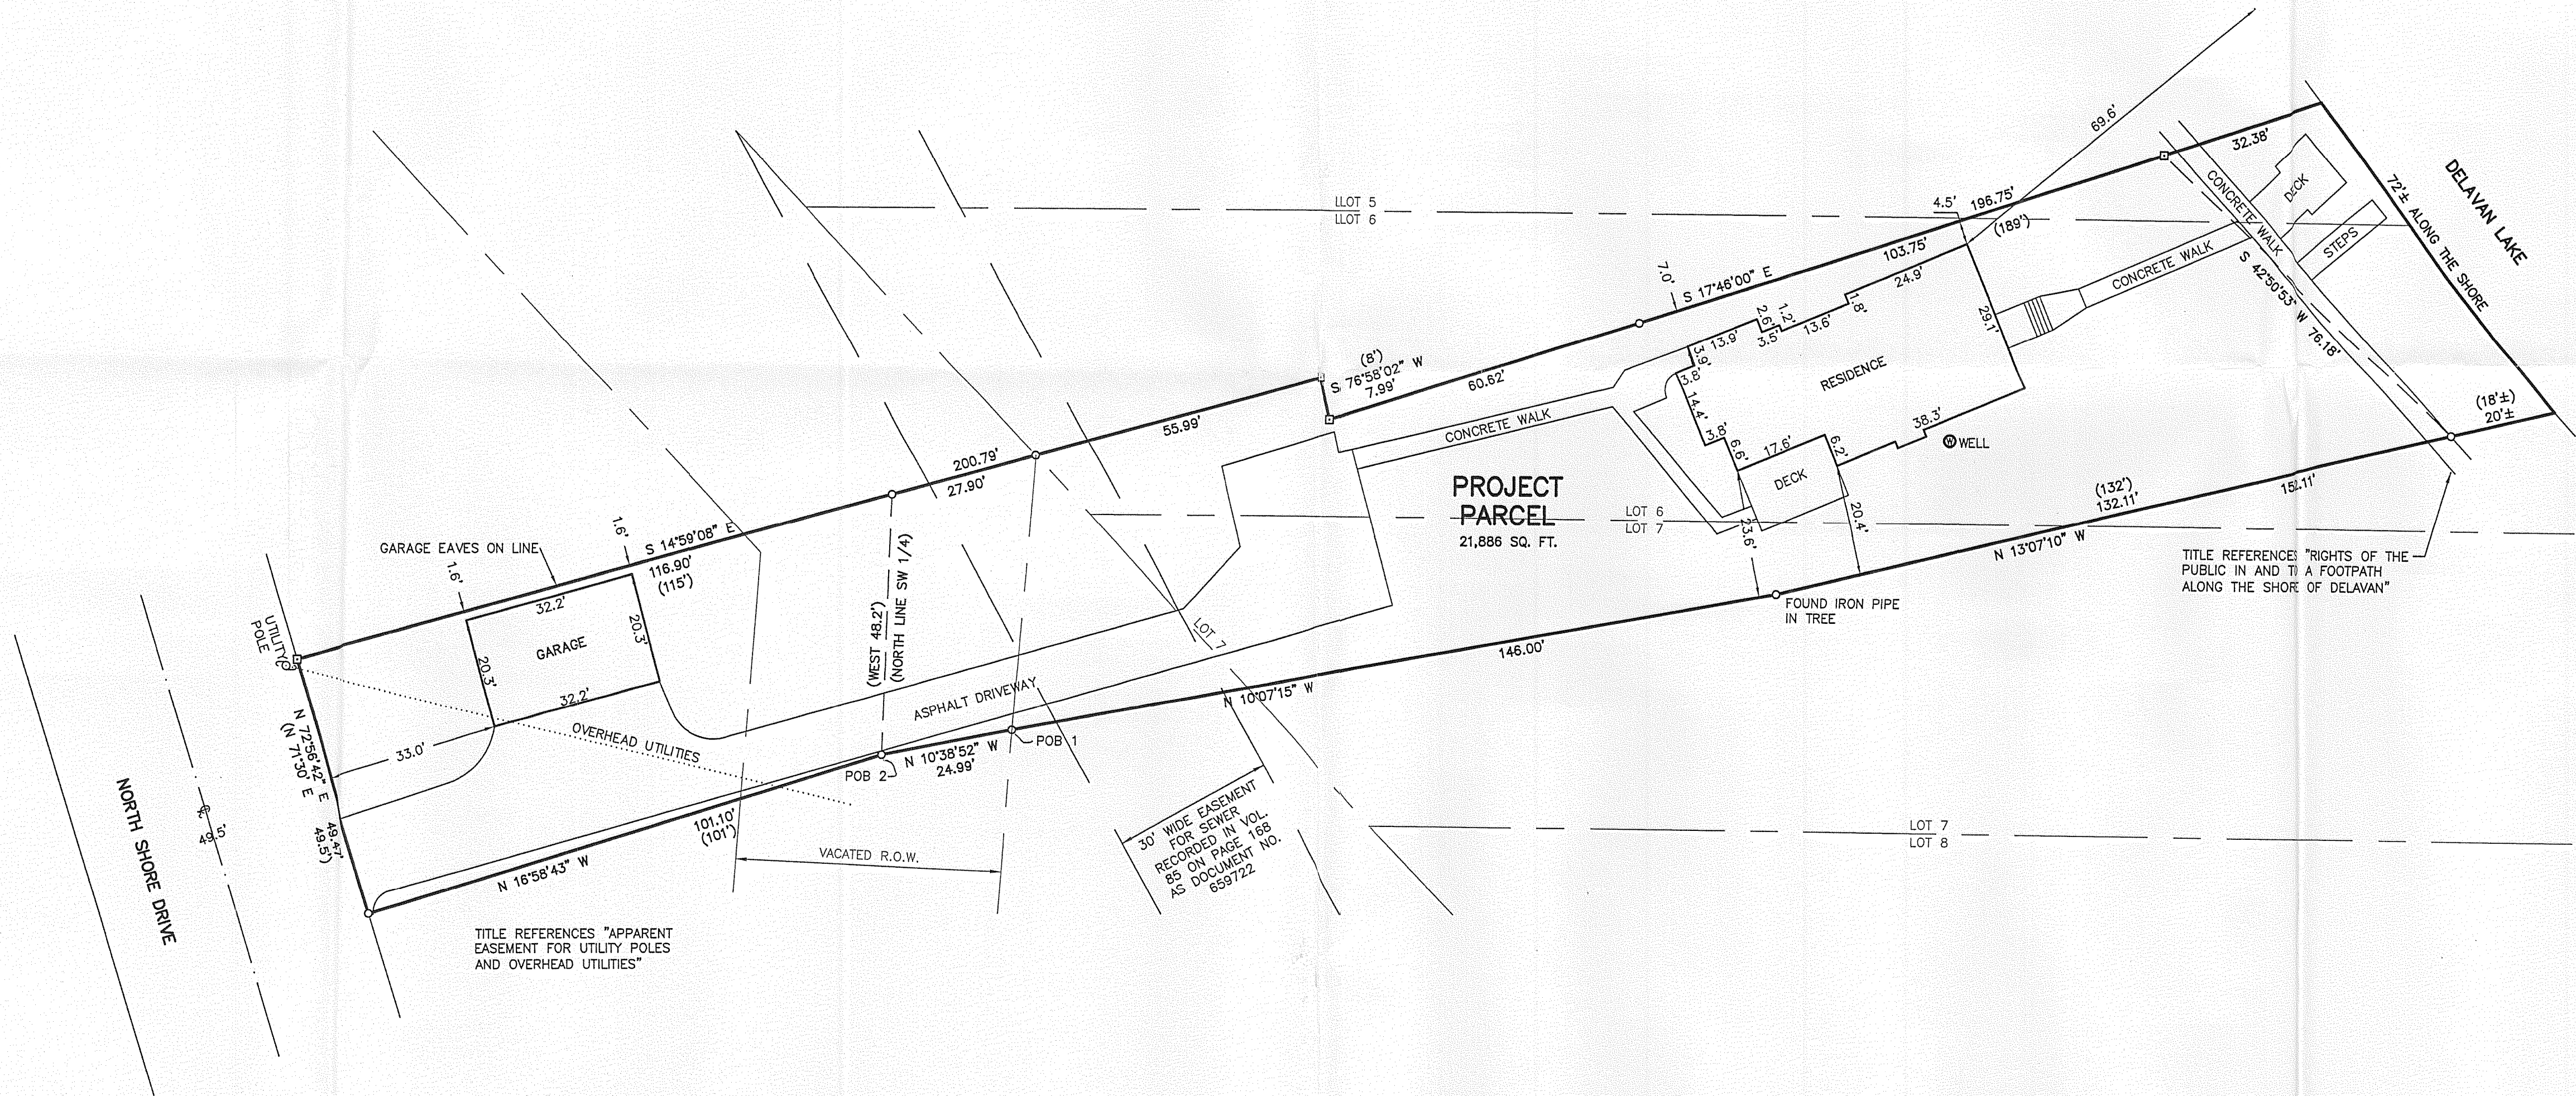 69.6'
32.38'
DELAVAN LAKE
72'± ALONG THE SHORE
DECK
CONCRETE WALK
STEPS
CONCRETE WALK
S 42°50'53" W 76.18'
(18'±)
20'±
LLOT 5
LLOT 6
4.5'
196.75'
(189')
103.75'
24.9'
7.0'
S 17°46'00" E
2.6'
1.2'
1.8'
13.9'
3.5'
13.6'
29.1'
3.9'
3.8'
14.4'
3.8'
6.6'
RESIDENCE
38.3'
17.6'
6.2'
DECK
WELL
W
(8')
S 76°58'02" W
7.99'
60.62'
55.99'
CONCRETE WALK
PROJECT
PARCEL
21,886 SQ. FT.
LOT 6
LOT 7
23.6'
20.4'
(132')
132.11'
152.11'
N 13°07'10" W
TITLE REFERENCES "RIGHTS OF THE
PUBLIC IN AND TO A FOOTPATH
ALONG THE SHORE OF DELAVAN"
FOUND IRON PIPE
IN TREE
146.00'
N 10°07'15" W
200.79'
27.90'
GARAGE EAVES ON LINE
1.6'
1.6'
S 14°59'08" E
116.90'
(115')
32.2'
20.3'
GARAGE
20.3'
32.2'
UTILITY
POLE
(WEST 48.2')
(NORTH LINE SW 1/4)
LOT 7
ASPHALT DRIVEWAY
OVERHEAD UTILITIES
33.0'
N 72°56'42" E 49.47'
(N 71°30' E 49.5')
POB 1
POB 2
N 10°38'52" W
24.99'
101.10'
(101')
N 16°58'43" W
VACATED R.O.W.
30' WIDE EASEMENT
FOR SEWER
RECORDED IN VOL.
85 ON PAGE 168
AS DOCUMENT NO.
659722
LOT 7
LOT 8
NORTH SHORE DRIVE
49.5'
TITLE REFERENCES "APPARENT
EASEMENT FOR UTILITY POLES
AND OVERHEAD UTILITIES"